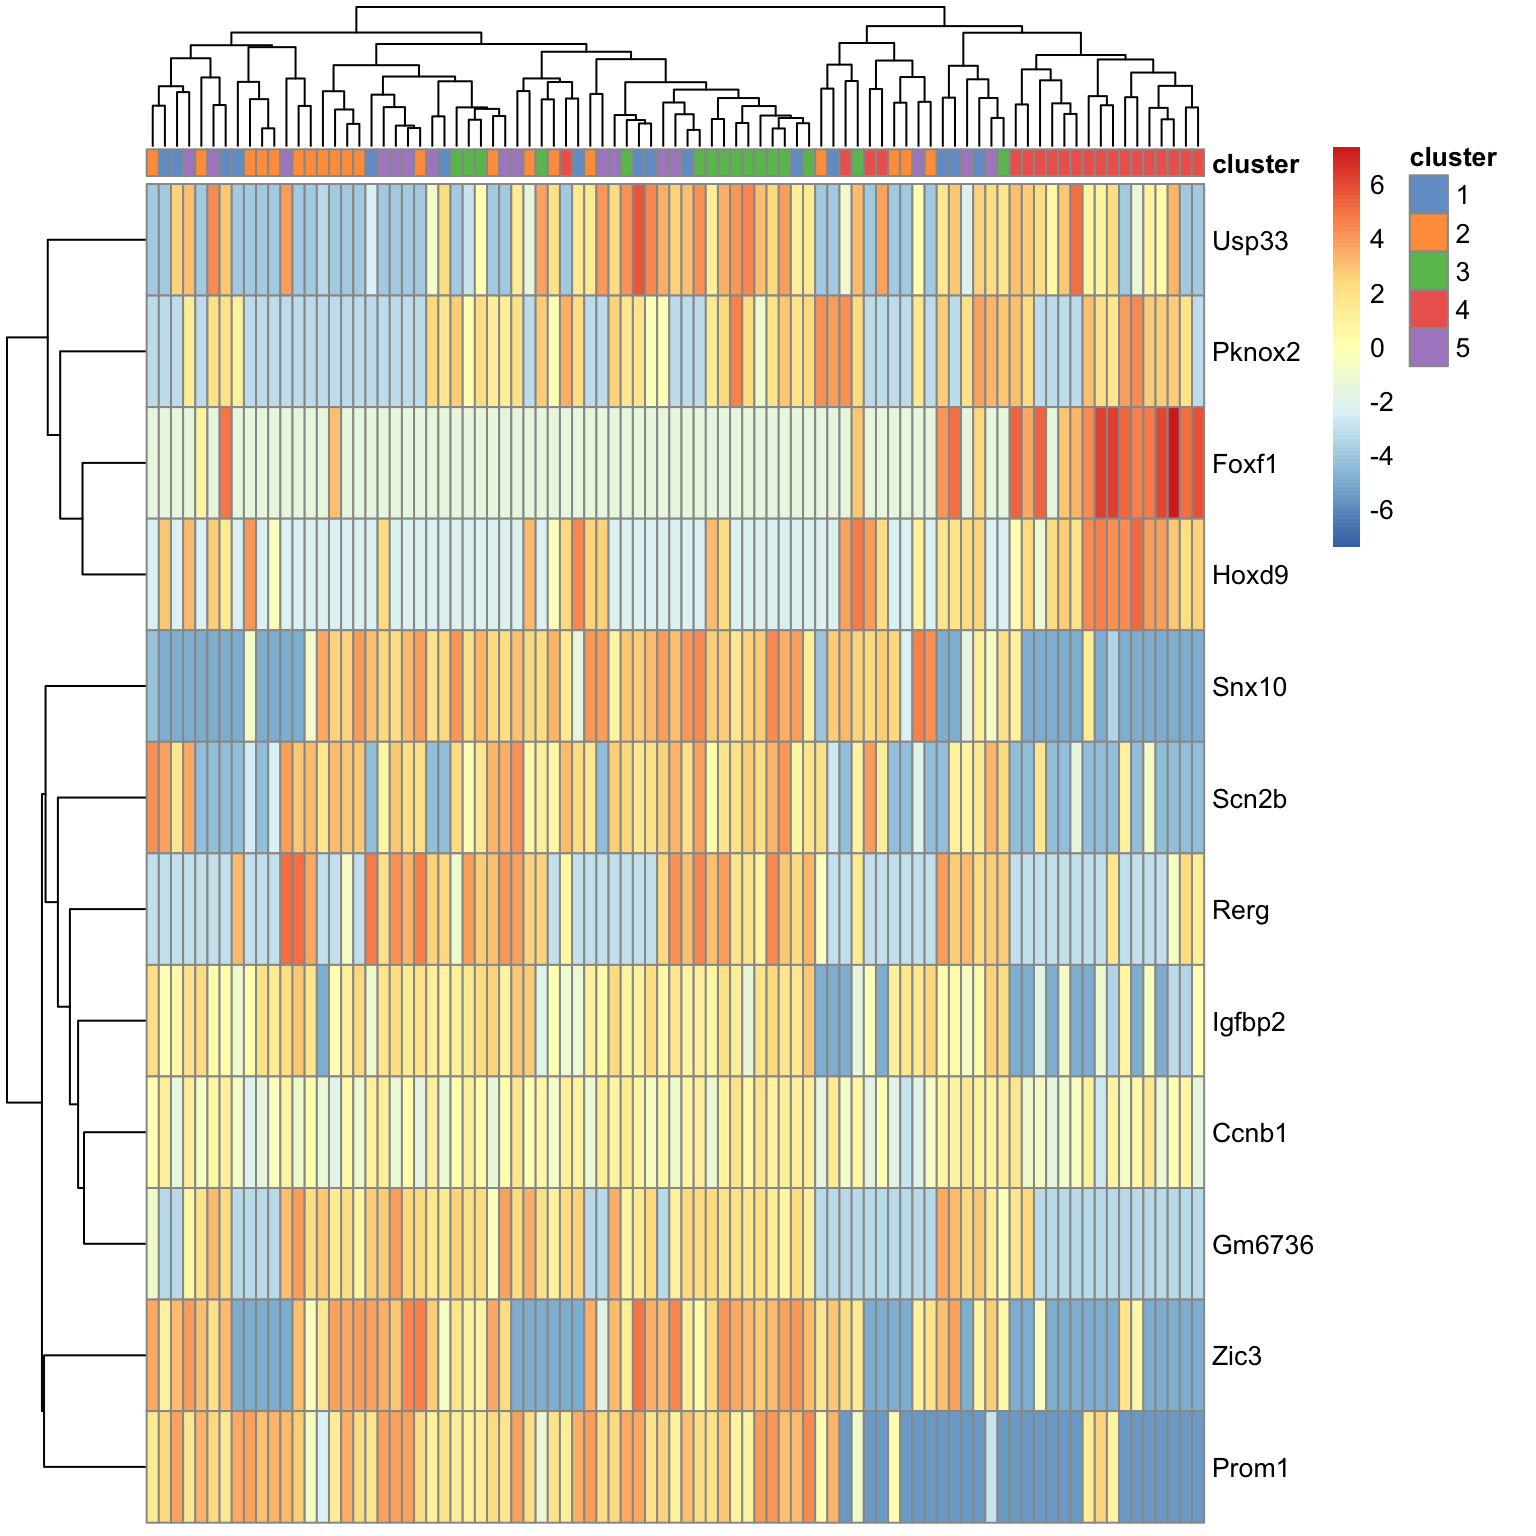 cluster
cluster
1
2
3
4
5
6
4
2
0
-2
-4
-6
Usp33
Pknox2
Foxf1
Hoxd9
Snx10
Scn2b
Rerg
Igfbp2
Ccnb1
Gm6736
Zic3
Prom1